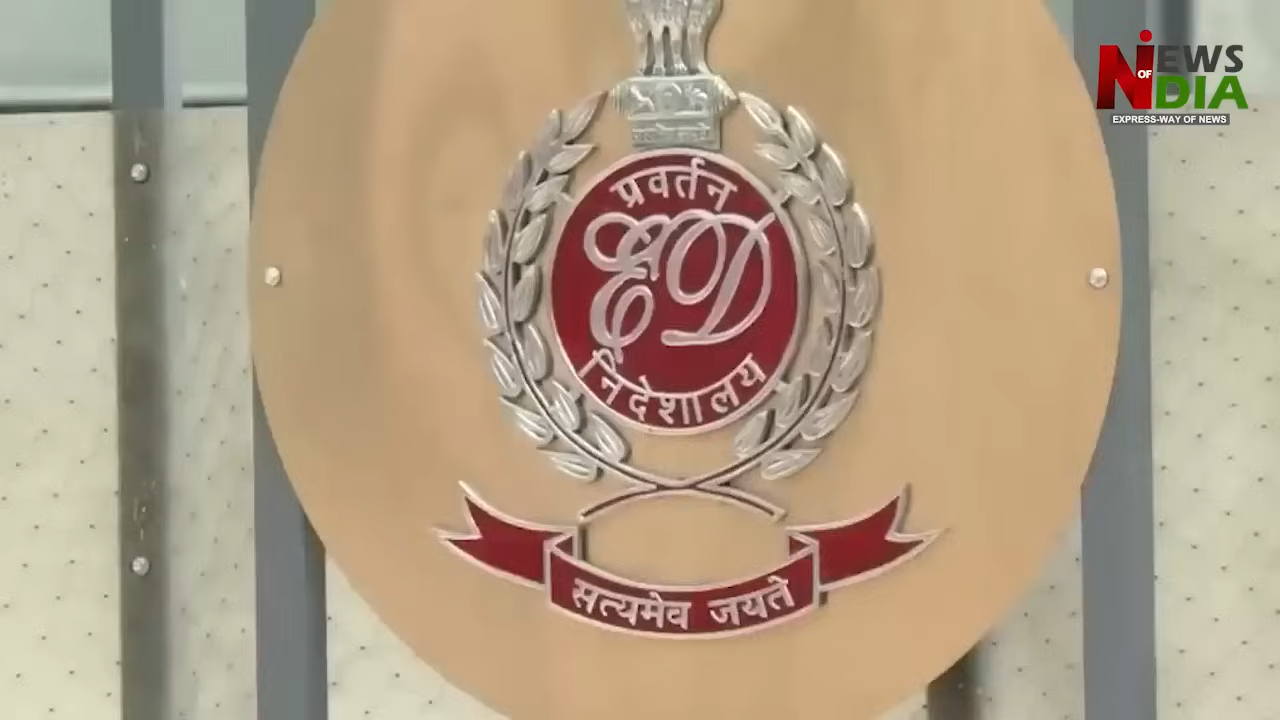 NEWS
OF
INDIA
EXPRESS-WAY OF NEWS
प्रवर्तन
ED
निदेशालय
सत्यमेव जयते